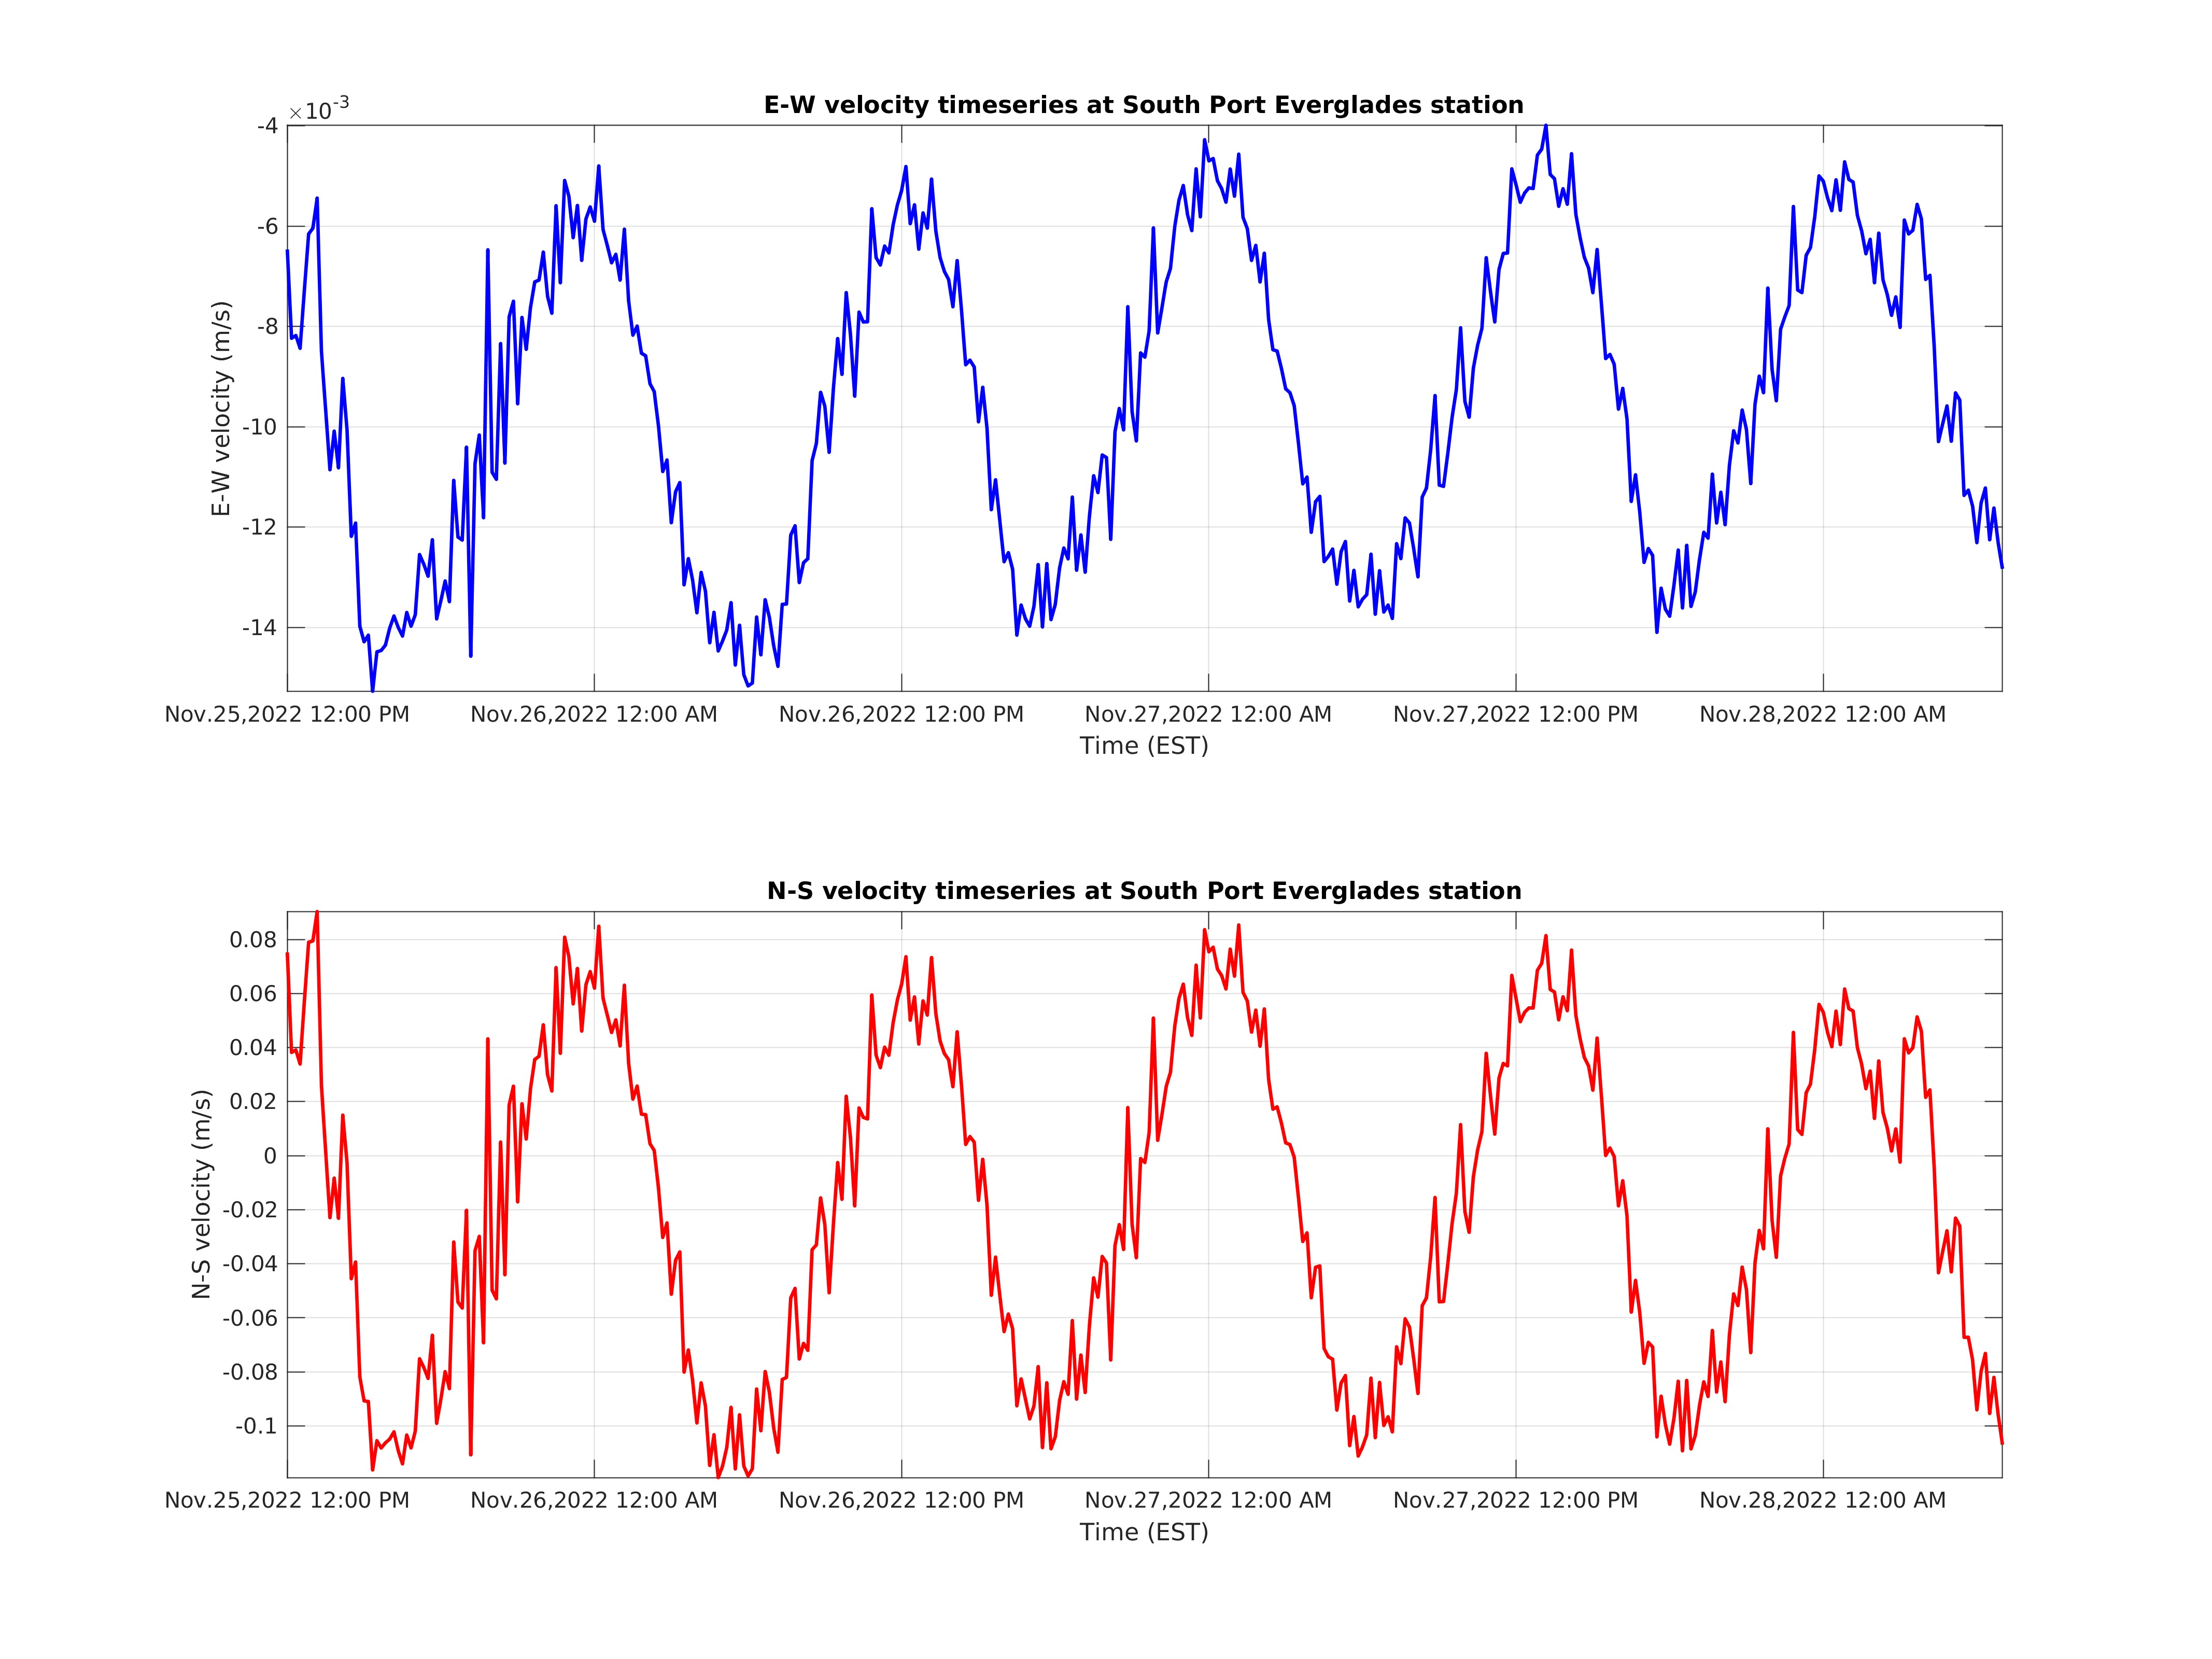 E-W velocity timeseries at South Port Everglades station
×10-3
-4
-6
-8
-10
-12
-14
E-W velocity (m/s)
Nov.25,2022 12:00 PM Nov.26,2022 12:00 AM Nov.26,2022 12:00 PM Nov.27,2022 12:00 AM Nov.27,2022 12:00 PM Nov.28,2022 12:00 AM
Time (EST)
N-S velocity timeseries at South Port Everglades station
0.08
0.06
0.04
0.02
0
-0.02
-0.04
-0.06
-0.08
-0.1
N-S velocity (m/s)
Nov.25,2022 12:00 PM Nov.26,2022 12:00 AM Nov.26,2022 12:00 PM Nov.27,2022 12:00 AM Nov.27,2022 12:00 PM Nov.28,2022 12:00 AM
Time (EST)